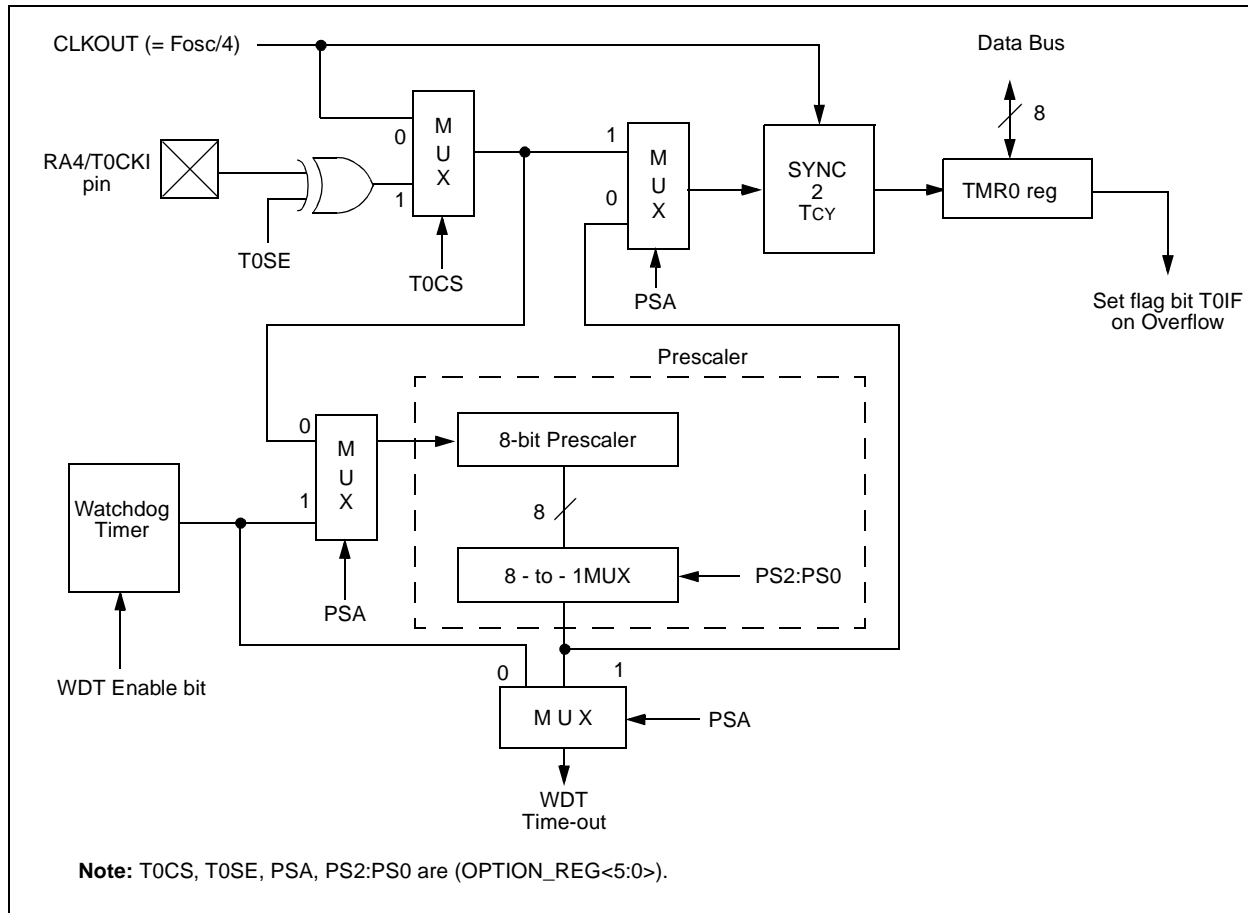 CLKOUT (= Fosc/4)
Data Bus
8
RA4/T0CKI
pin
T0SE
0
1
M
U
X
T0CS
1
0
M
U
X
PSA
SYNC
2
TCY
TMR0 reg
Set flag bit T0IF
on Overflow
Prescaler
0
1
M
U
X
PSA
8-bit Prescaler
8
8 - to - 1MUX
PS2:PS0
Watchdog
Timer
WDT Enable bit
0
1
M U X
PSA
WDT
Time-out
Note: T0CS, T0SE, PSA, PS2:PS0 are (OPTION_REG<5:0>).